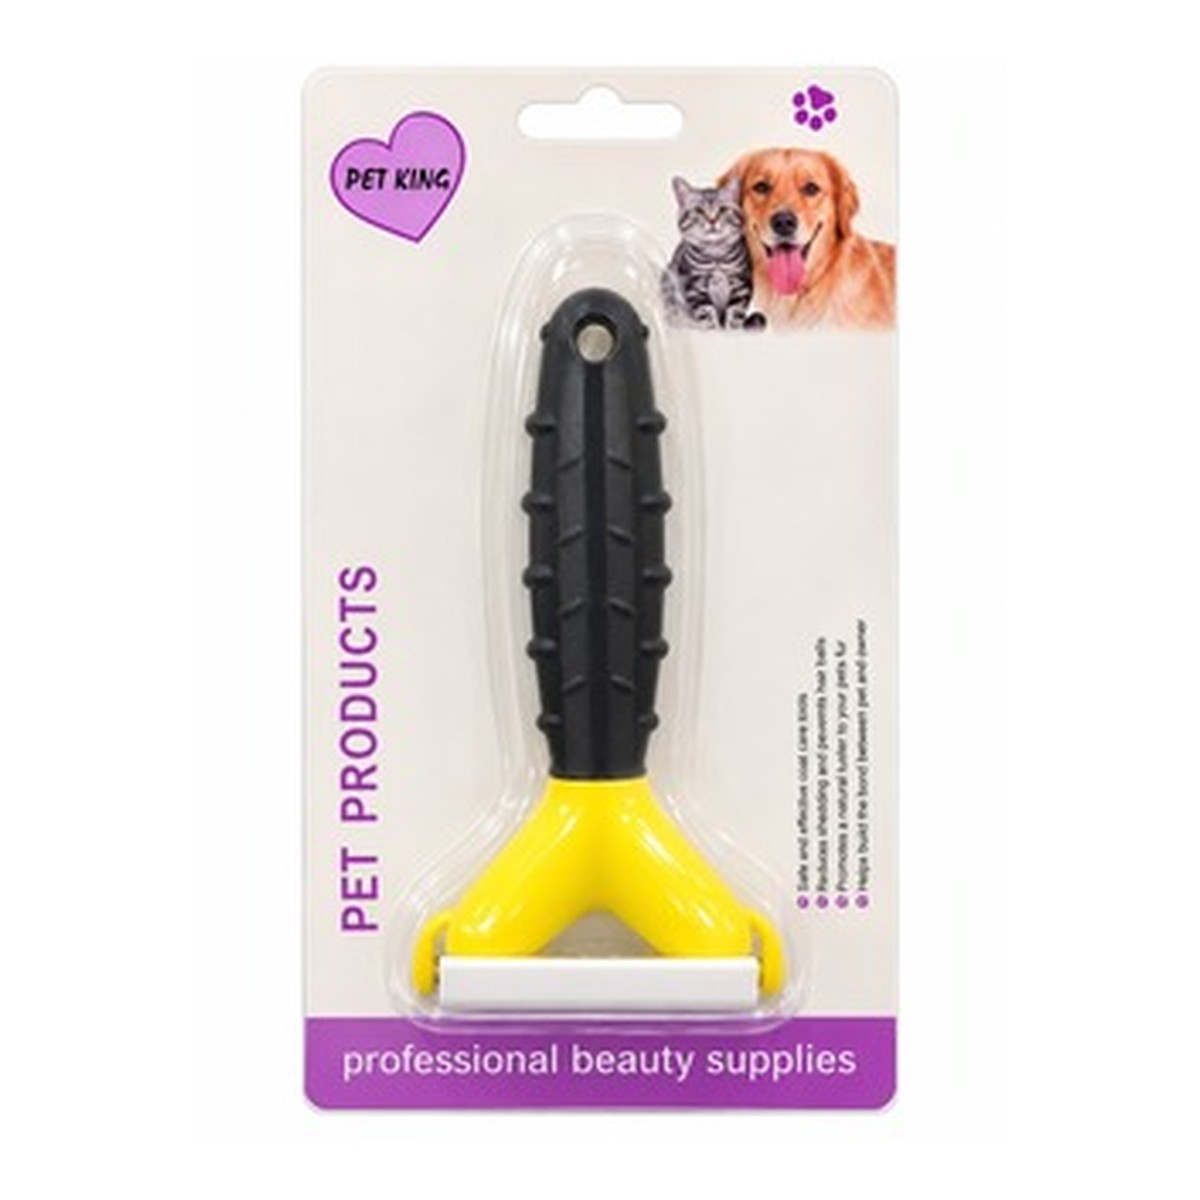 PET KING
PET PRODUCTS
Safe and effective coat care tools
Reduces shedding and pevents hair balls
Promotes a natural luster to your pets fur
Helps build the bond between pet and owner
professional beauty supplies